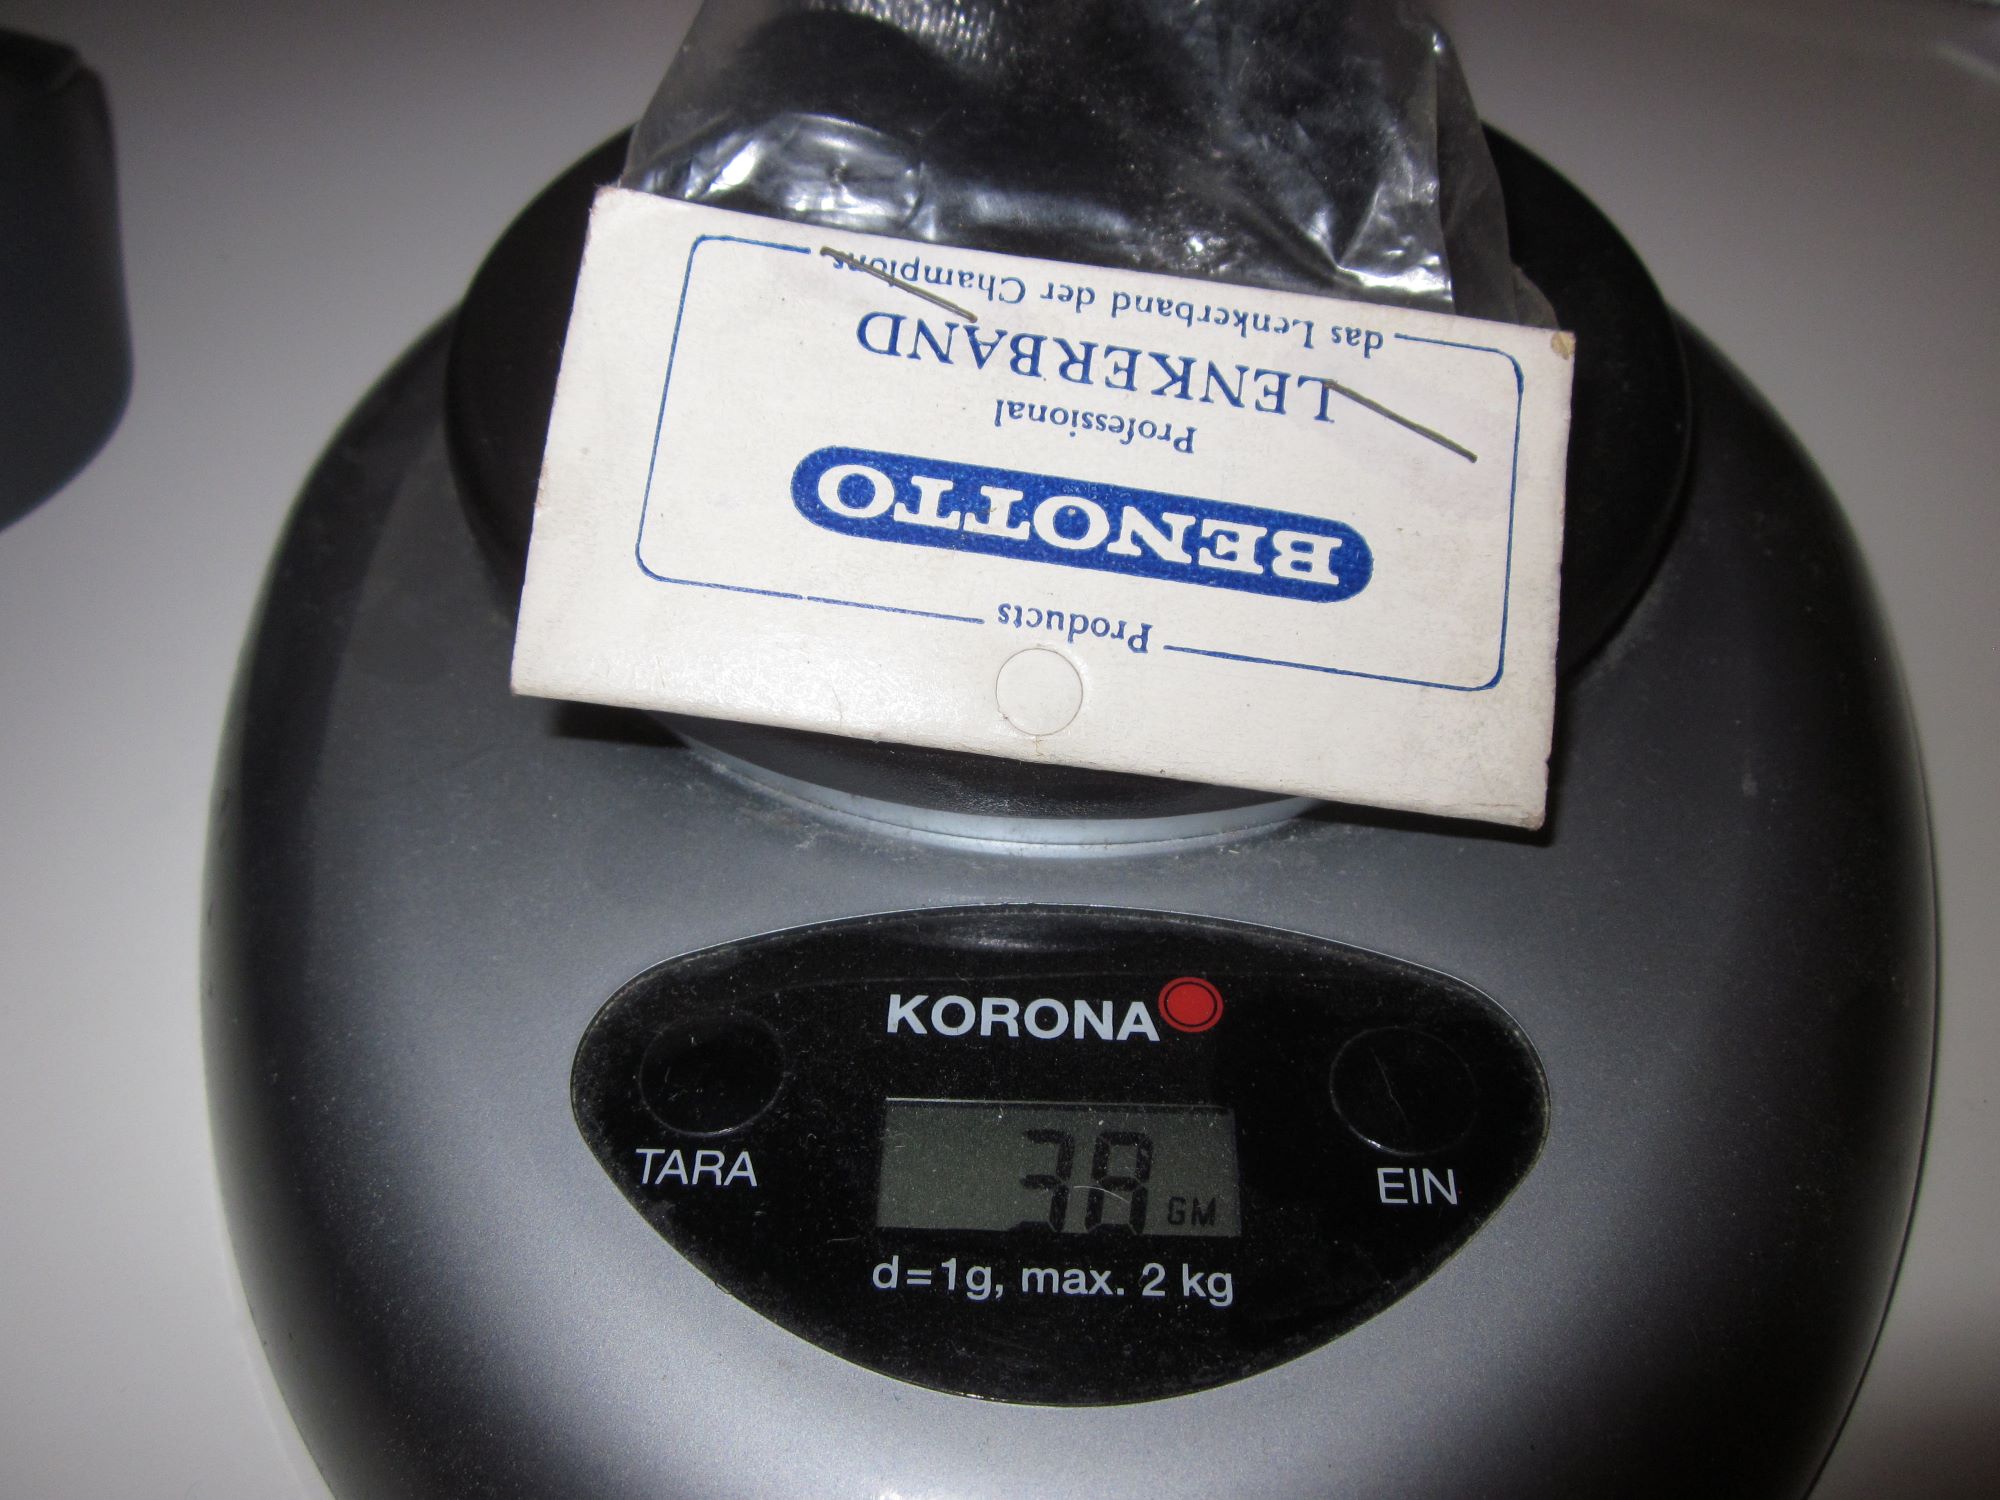 Products
BENOTTO
Professional
LENKERBAND
das Lenkerband der Champions
KORONA
TARA
EIN
38 GM
d=1g, max. 2 kg